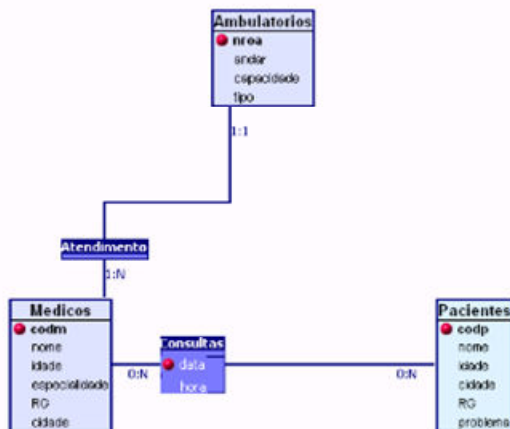 Ambulatorios
nroa
andar
capacidade
tipo
1:1
Atendimento
1:N
Medicos
codm
nome
idade
especialidade
RG
cidade
Consultas
data
hora
0:N
0:N
Pacientes
codp
nome
idade
cidade
RG
problema